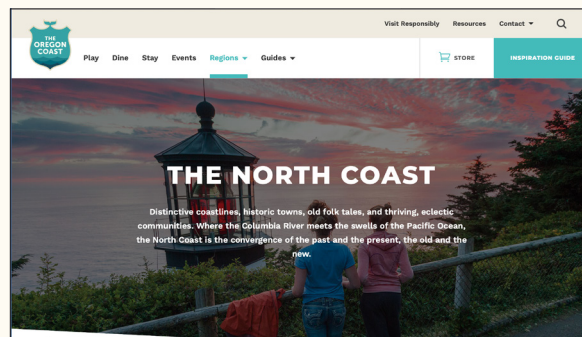 Visit Responsibly Resources Contact
THE
OREGON
COAST
Play Dine Stay Events Regions Guides
STORE
INSPIRATION GUIDE
THE NORTH COAST
Distinctive coastlines, historic towns, old folk tales, and thriving, eclectic
communities. Where the Columbia River meets the swells of the Pacific Ocean,
the North Coast is the convergence of the past and the present, the old and the
new.